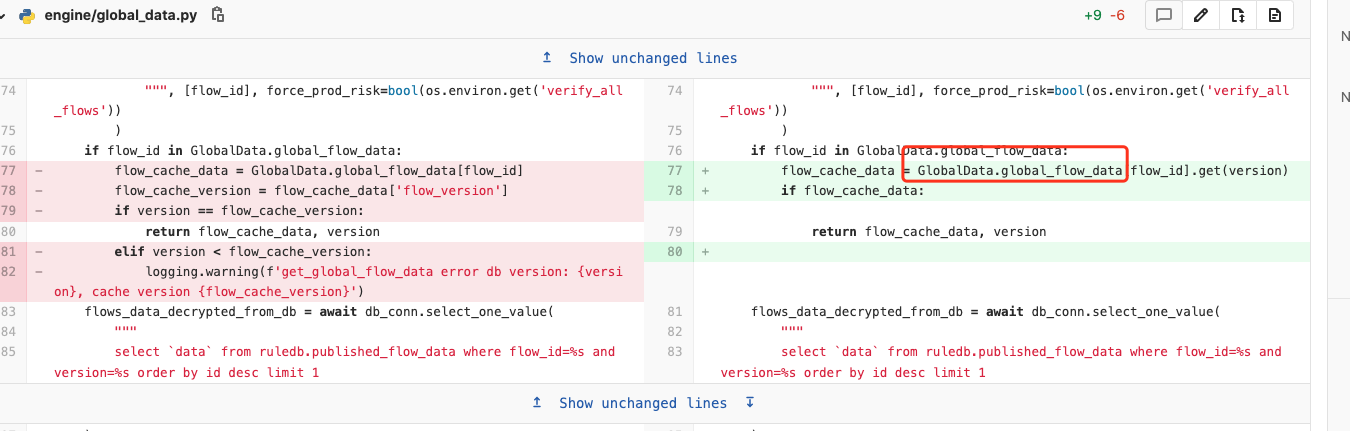 engine/global_data.py
+9 -6
Show unchanged lines
74 """, [flow_id], force_prod_risk=bool(os.environ.get('verify_all
_flows'))
75 )
76 if flow_id in GlobalData.global_flow_data:
77 - flow_cache_data = GlobalData.global_flow_data[flow_id]
78 - flow_cache_version = flow_cache_data['flow_version']
79 - if version == flow_cache_version:
80 return flow_cache_data, version
81 - elif version < flow_cache_version:
82 - logging.warning(f'get_global_flow_data error db version: {versi
on}, cache version {flow_cache_version}')
83 flows_data_decrypted_from_db = await db_conn.select_one_value(
84 """
85 select `data` from ruledb.published_flow_data where flow_id=%s and
version=%s order by id desc limit 1
74 """, [flow_id], force_prod_risk=bool(os.environ.get('verify_all
_flows'))
75 )
76 if flow_id in GlobalData.global_flow_data:
77 + flow_cache_data = GlobalData.global_flow_data[flow_id].get(version)
78 + if flow_cache_data:
79 return flow_cache_data, version
80 +
81 flows_data_decrypted_from_db = await db_conn.select_one_value(
82 """
83 select `data` from ruledb.published_flow_data where flow_id=%s and
version=%s order by id desc limit 1
Show unchanged lines
N
N